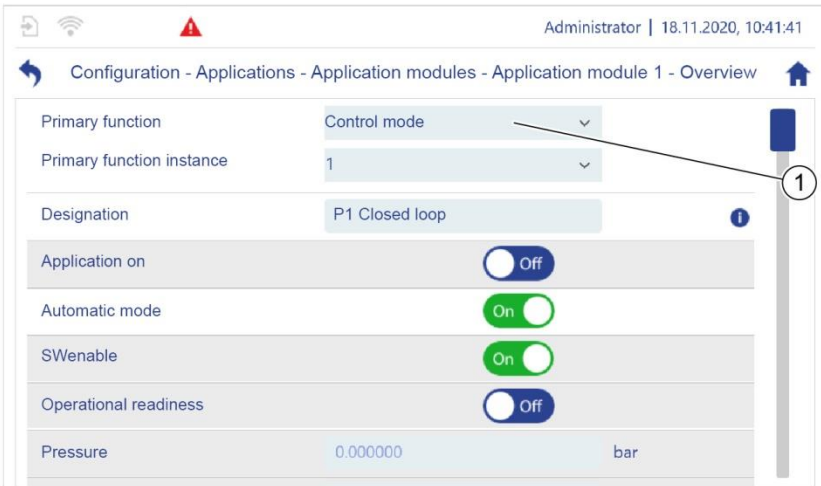 Administrator | 18.11.2020, 10:41:41
Configuration - Applications - Application modules - Application module 1 - Overview
Primary function Control mode
Primary function instance 1
1
Designation P1 Closed loop
Application on Off
Automatic mode On
SWenable On
Operational readiness Off
Pressure 0.000000 bar